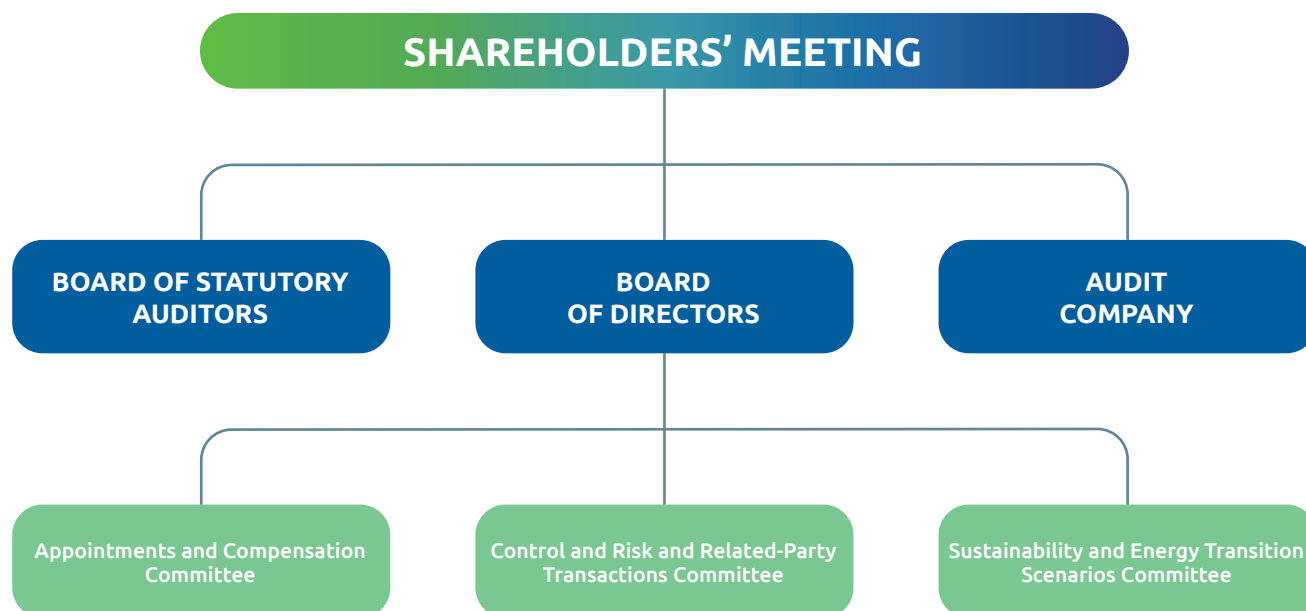 SHAREHOLDERS’ MEETING
BOARD OF STATUTORY
AUDITORS
BOARD
OF DIRECTORS
AUDIT
COMPANY
Appointments and Compensation
Committee
Control and Risk and Related-Party
Transactions Committee
Sustainability and Energy Transition
Scenarios Committee